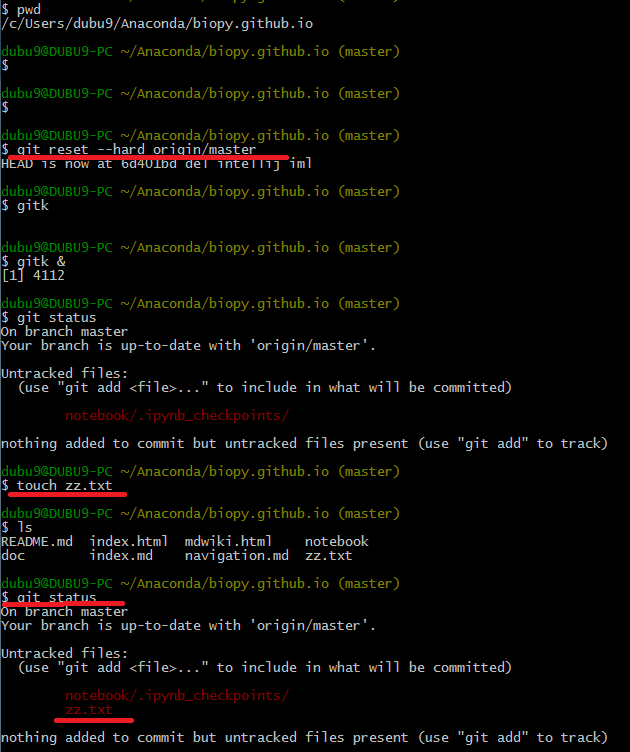 $ pwd
/c/Users/dubu9/Anaconda/biopy.github.io
dubu9@DUBU9-PC ~/Anaconda/biopy.github.io (master)
$
dubu9@DUBU9-PC ~/Anaconda/biopy.github.io (master)
$
dubu9@DUBU9-PC ~/Anaconda/biopy.github.io (master)
$ git reset --hard origin/master
HEAD is now at 6d401bd del intellij iml
dubu9@DUBU9-PC ~/Anaconda/biopy.github.io (master)
$ gitk
dubu9@DUBU9-PC ~/Anaconda/biopy.github.io (master)
$ gitk &
[1] 4112
dubu9@DUBU9-PC ~/Anaconda/biopy.github.io (master)
$ git status
On branch master
Your branch is up-to-date with 'origin/master'.
Untracked files:
  (use "git add <file>..." to include in what will be committed)
        notebook/.ipynb_checkpoints/
nothing added to commit but untracked files present (use "git add" to track)
dubu9@DUBU9-PC ~/Anaconda/biopy.github.io (master)
$ touch zz.txt
dubu9@DUBU9-PC ~/Anaconda/biopy.github.io (master)
$ ls
README.md  index.html  mdwiki.html    notebook
doc        index.md    navigation.md  zz.txt
dubu9@DUBU9-PC ~/Anaconda/biopy.github.io (master)
$ git status
On branch master
Your branch is up-to-date with 'origin/master'.
Untracked files:
  (use "git add <file>..." to include in what will be committed)
        notebook/.ipynb_checkpoints/
        zz.txt
nothing added to commit but untracked files present (use "git add" to track)